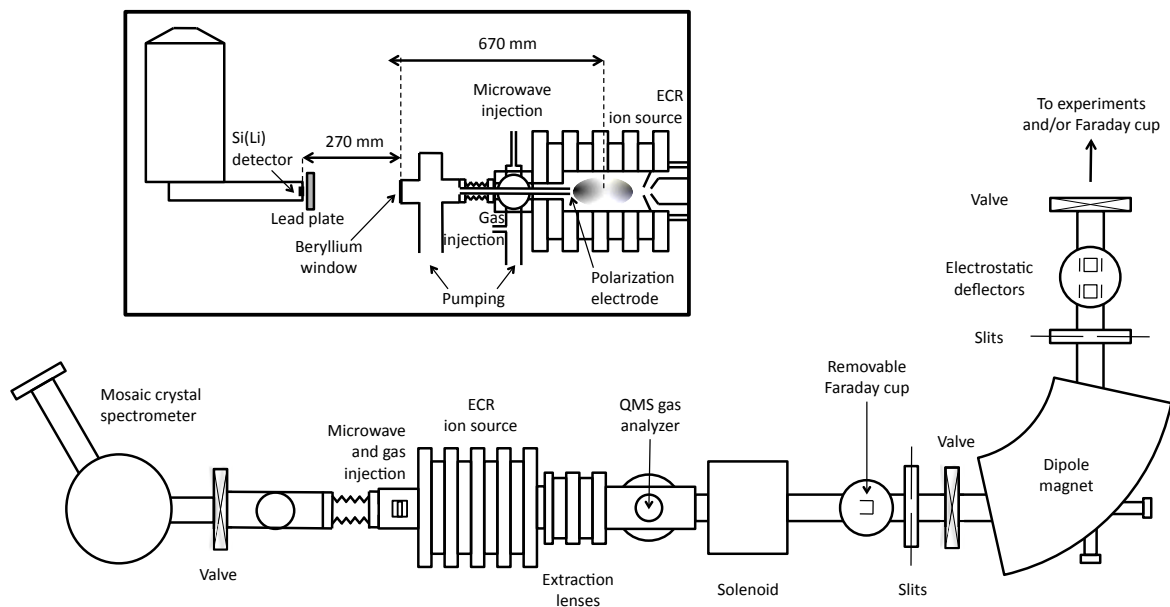 670 mm
Microwave
injection
ECR
ion source
270 mm
Si(Li)
detector
Lead plate
Gas
injection
Beryllium
window
Pumping
Polarization
electrode
To experiments
and/or Faraday cup
Valve
Electrostatic
deflectors
Slits
Mosaic crystal
spectrometer
Microwave
and gas
injection
ECR
ion source
QMS gas
analyzer
Removable
Faraday cup
Valve
Dipole
magnet
Valve
Extraction
lenses
Solenoid
Slits